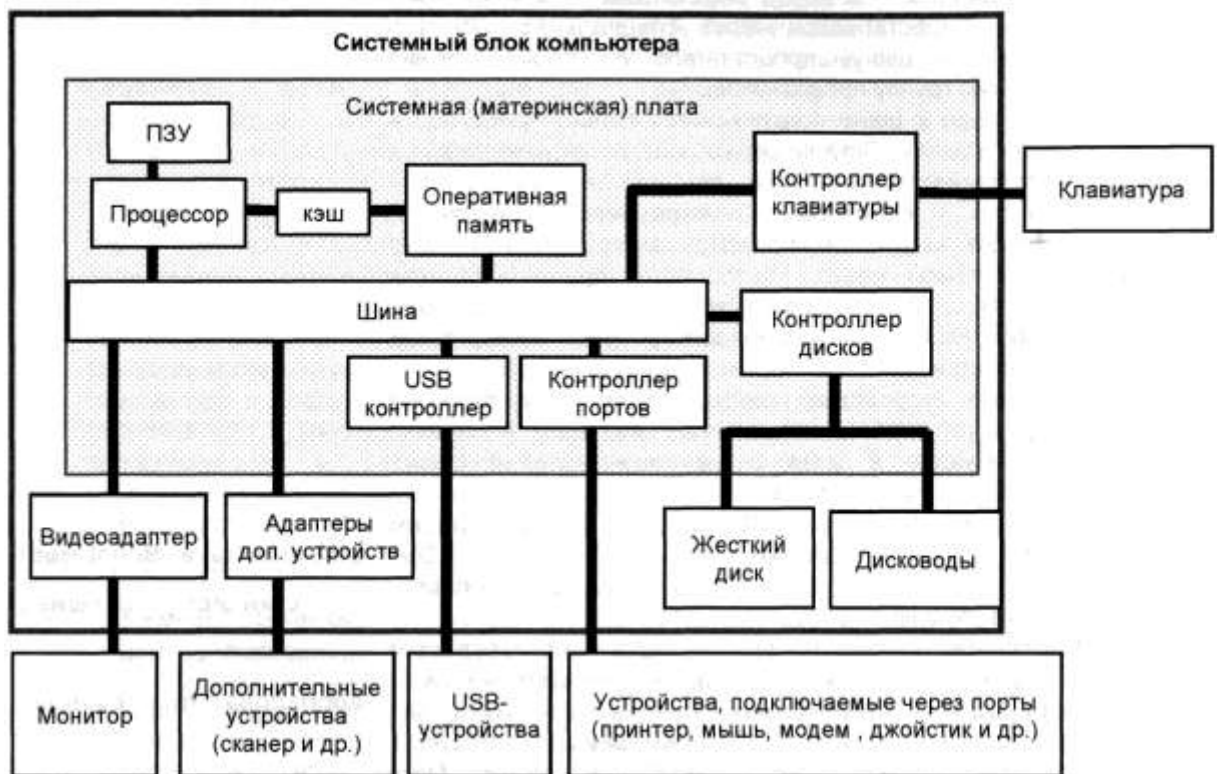 Системный блок компьютера
Системная (материнская) плата
ПЗУ
Процессор
кэш
Оперативная
память
Контроллер
клавиатуры
Клавиатура
Шина
Контроллер
дисков
USB
контроллер
Контроллер
портов
Видеоадаптер
Адаптеры
доп. устройств
Жесткий
диск
Дисководы
Монитор
Дополнительные
устройства
(сканер и др.)
USB-
устройства
Устройства, подключаемые через порты
(принтер, мышь, модем , джойстик и др.)